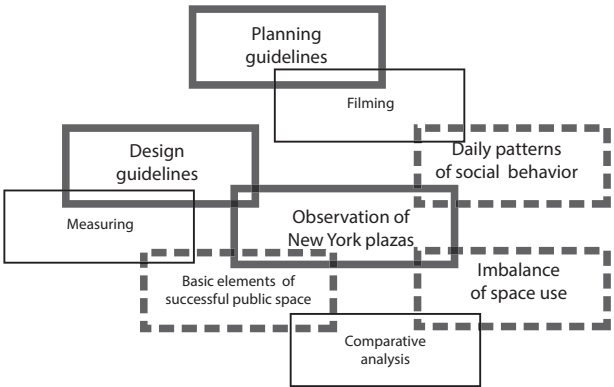 Planning
guidelines
Filming
Design
guidelines
Daily patterns
of social behavior
Measuring
Observation of
New York plazas
Basic elements of
successful public space
Imbalance
of space use
Comparative
analysis